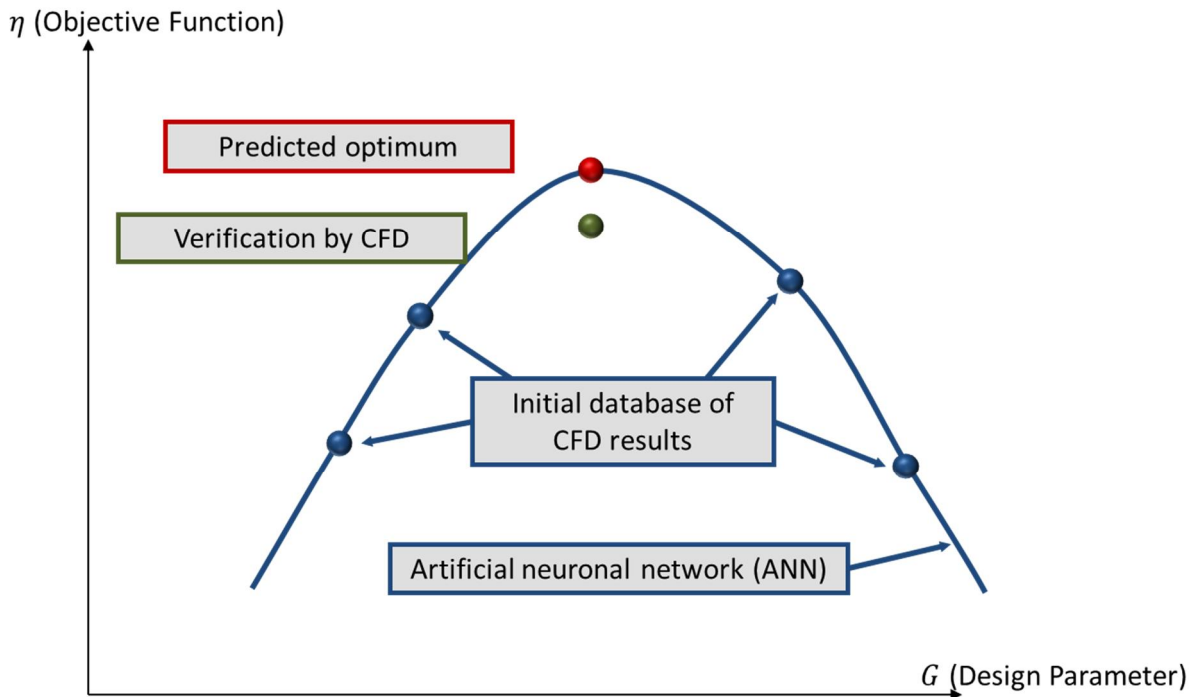 η (Objective Function)
Predicted optimum
Verification by CFD
Initial database of
CFD results
Artificial neuronal network (ANN)
G (Design Parameter)